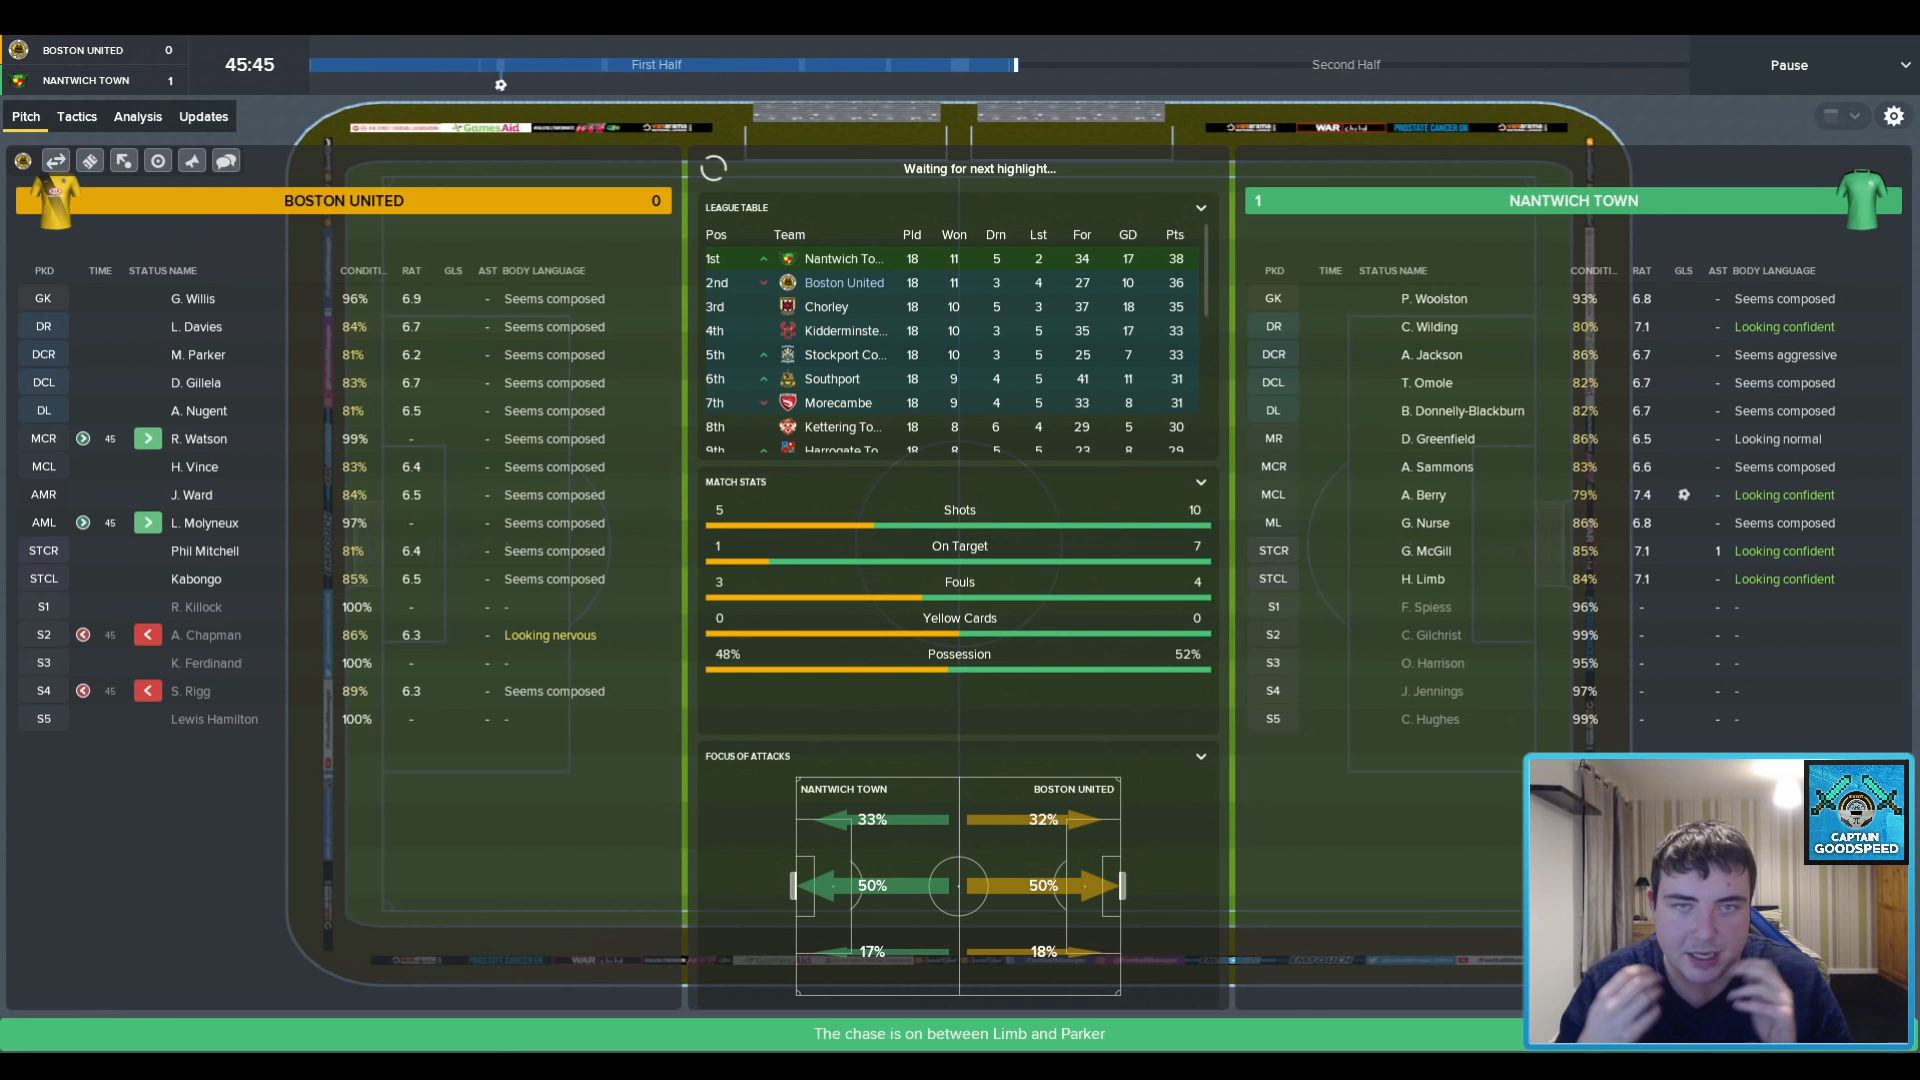 BOSTON UNITED 0
NANTWICH TOWN 1
45:45
First Half
Second Half
Pause
Pitch Tactics Analysis Updates
GamesAid
WAR child
PROSTATE CANCER UK
BOSTON UNITED 0
PKD TIME STATUS NAME CONDITI... RAT GLS AST BODY LANGUAGE
GK G. Willis 96% 6.9 - Seems composed
DR L. Davies 84% 6.7 - Seems composed
DCR M. Parker 81% 6.2 - Seems composed
DCL D. Gillela 83% 6.7 - Seems composed
DL A. Nugent 81% 6.5 - Seems composed
MCR 45 R. Watson 99% - - Seems composed
MCL H. Vince 83% 6.4 - Seems composed
AMR J. Ward 84% 6.5 - Seems composed
AML 45 L. Molyneux 97% - - Seems composed
STCR Phil Mitchell 81% 6.4 - Seems composed
STCL Kabongo 85% 6.5 - Seems composed
S1 R. Killock 100% - - -
S2 45 A. Chapman 86% 6.3 - Looking nervous
S3 K. Ferdinand 100% - - -
S4 45 S. Rigg 89% 6.3 - Seems composed
S5 Lewis Hamilton 100% - - -
Waiting for next highlight...
LEAGUE TABLE
Pos Team Pld Won Drn Lst For GD Pts
1st Nantwich To... 18 11 5 2 34 17 38
2nd Boston United 18 11 3 4 27 10 36
3rd Chorley 18 10 5 3 37 18 35
4th Kidderminste... 18 10 3 5 35 17 33
5th Stockport Co... 18 10 3 5 25 7 33
6th Southport 18 9 4 5 41 11 31
7th Morecambe 18 9 4 5 33 8 31
8th Kettering To... 18 8 6 4 29 5 30
9th Harrogate To... 18 8 5 5 23 8 29
MATCH STATS
5 Shots 10
1 On Target 7
3 Fouls 4
0 Yellow Cards 0
48% Possession 52%
FOCUS OF ATTACKS
NANTWICH TOWN BOSTON UNITED
33% 32%
50% 50%
17% 18%
1 NANTWICH TOWN
PKD TIME STATUS NAME CONDITI... RAT GLS AST BODY LANGUAGE
GK P. Woolston 93% 6.8 - Seems composed
DR C. Wilding 80% 7.1 - Looking confident
DCR A. Jackson 86% 6.7 - Seems aggressive
DCL T. Omole 82% 6.7 - Seems composed
DL B. Donnelly-Blackburn 82% 6.7 - Seems composed
MR D. Greenfield 86% 6.5 - Looking normal
MCR A. Sammons 83% 6.6 - Seems composed
MCL A. Berry 79% 7.4 - Looking confident
ML G. Nurse 86% 6.8 - Seems composed
STCR G. McGill 85% 7.1 1 Looking confident
STCL H. Limb 84% 7.1 - Looking confident
S1 F. Spiess 96% - - -
S2 C. Gilchrist 99% - - -
S3 O. Harrison 95% - - -
S4 J. Jennings 97% - - -
S5 C. Hughes 99% - - -
CAPTAIN
GOODSPEED
The chase is on between Limb and Parker